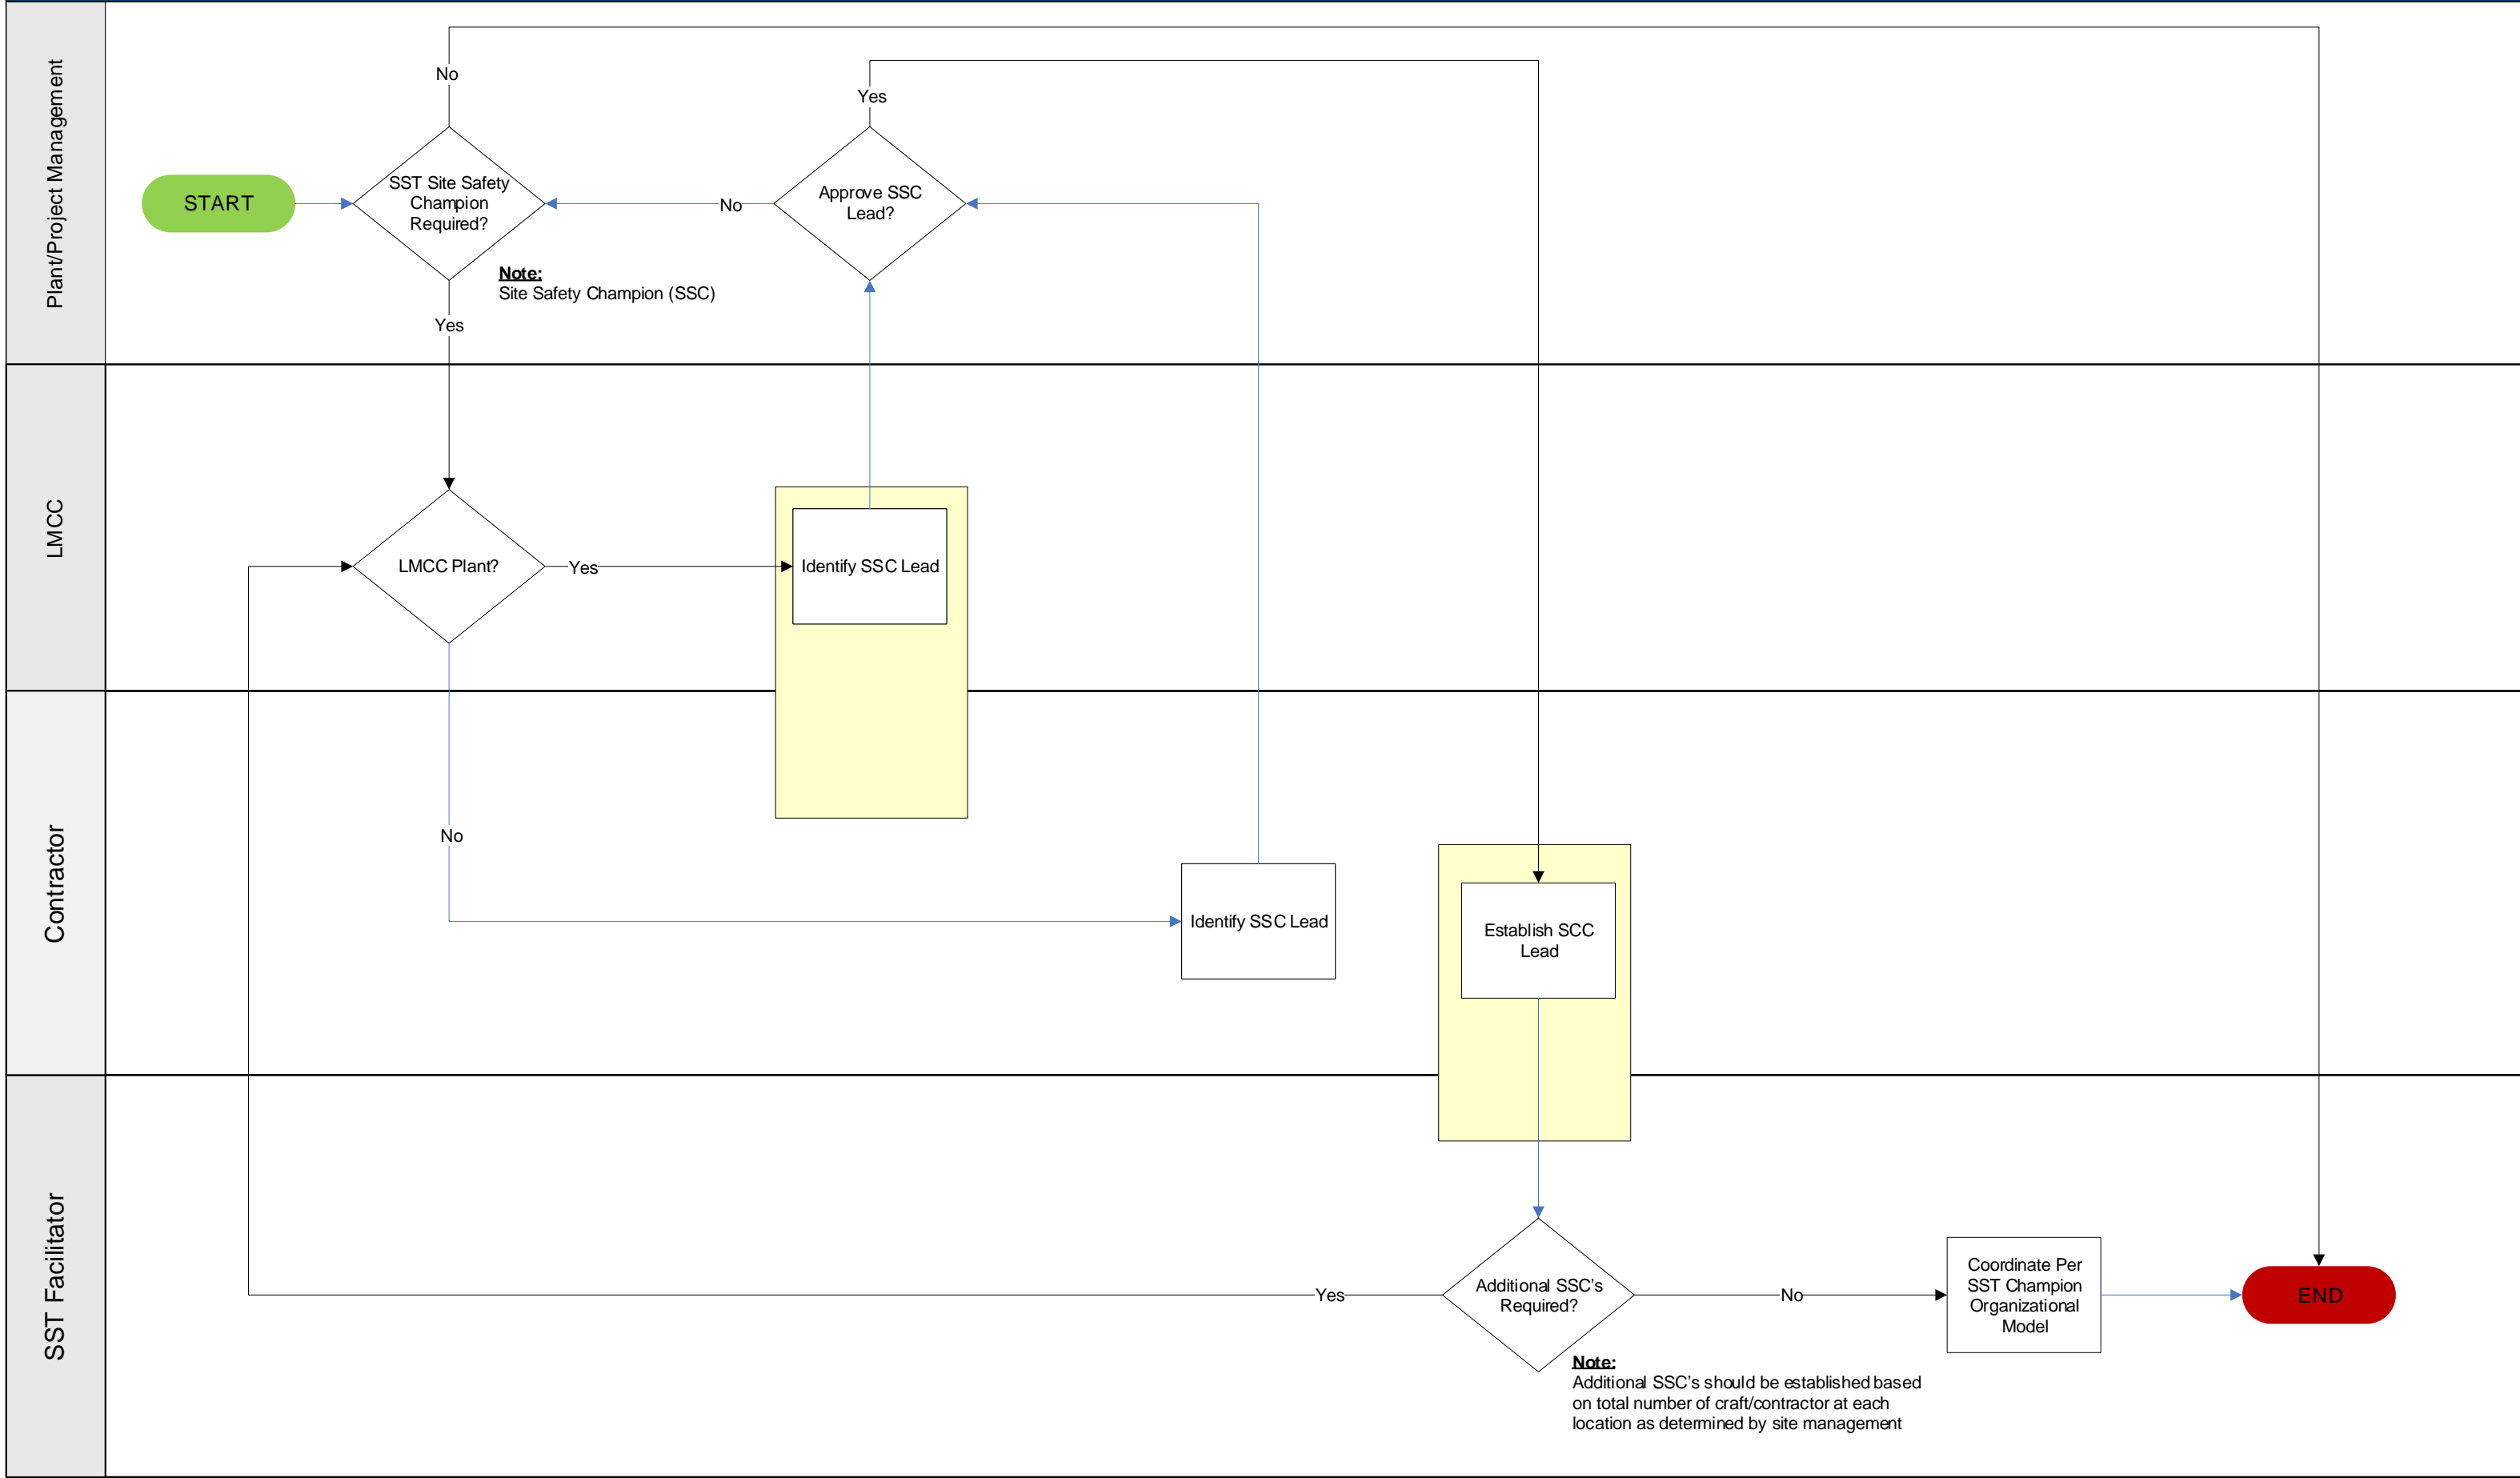 Plant/Project Management
No
Yes
START
SST Site Safety
Champion
Required?
No
Approve SSC
Lead?
Note:
Site Safety Champion (SSC)
Yes
LMCC
LMCC Plant?
Yes
Identify SSC Lead
Contractor
No
Identify SSC Lead
Establish SCC
Lead
SST Facilitator
Yes
Additional SSC's
Required?
No
Coordinate Per
SST Champion
Organizational
Model
END
Note:
Additional SSC's should be established based
on total number of craft/contractor at each
location as determined by site management